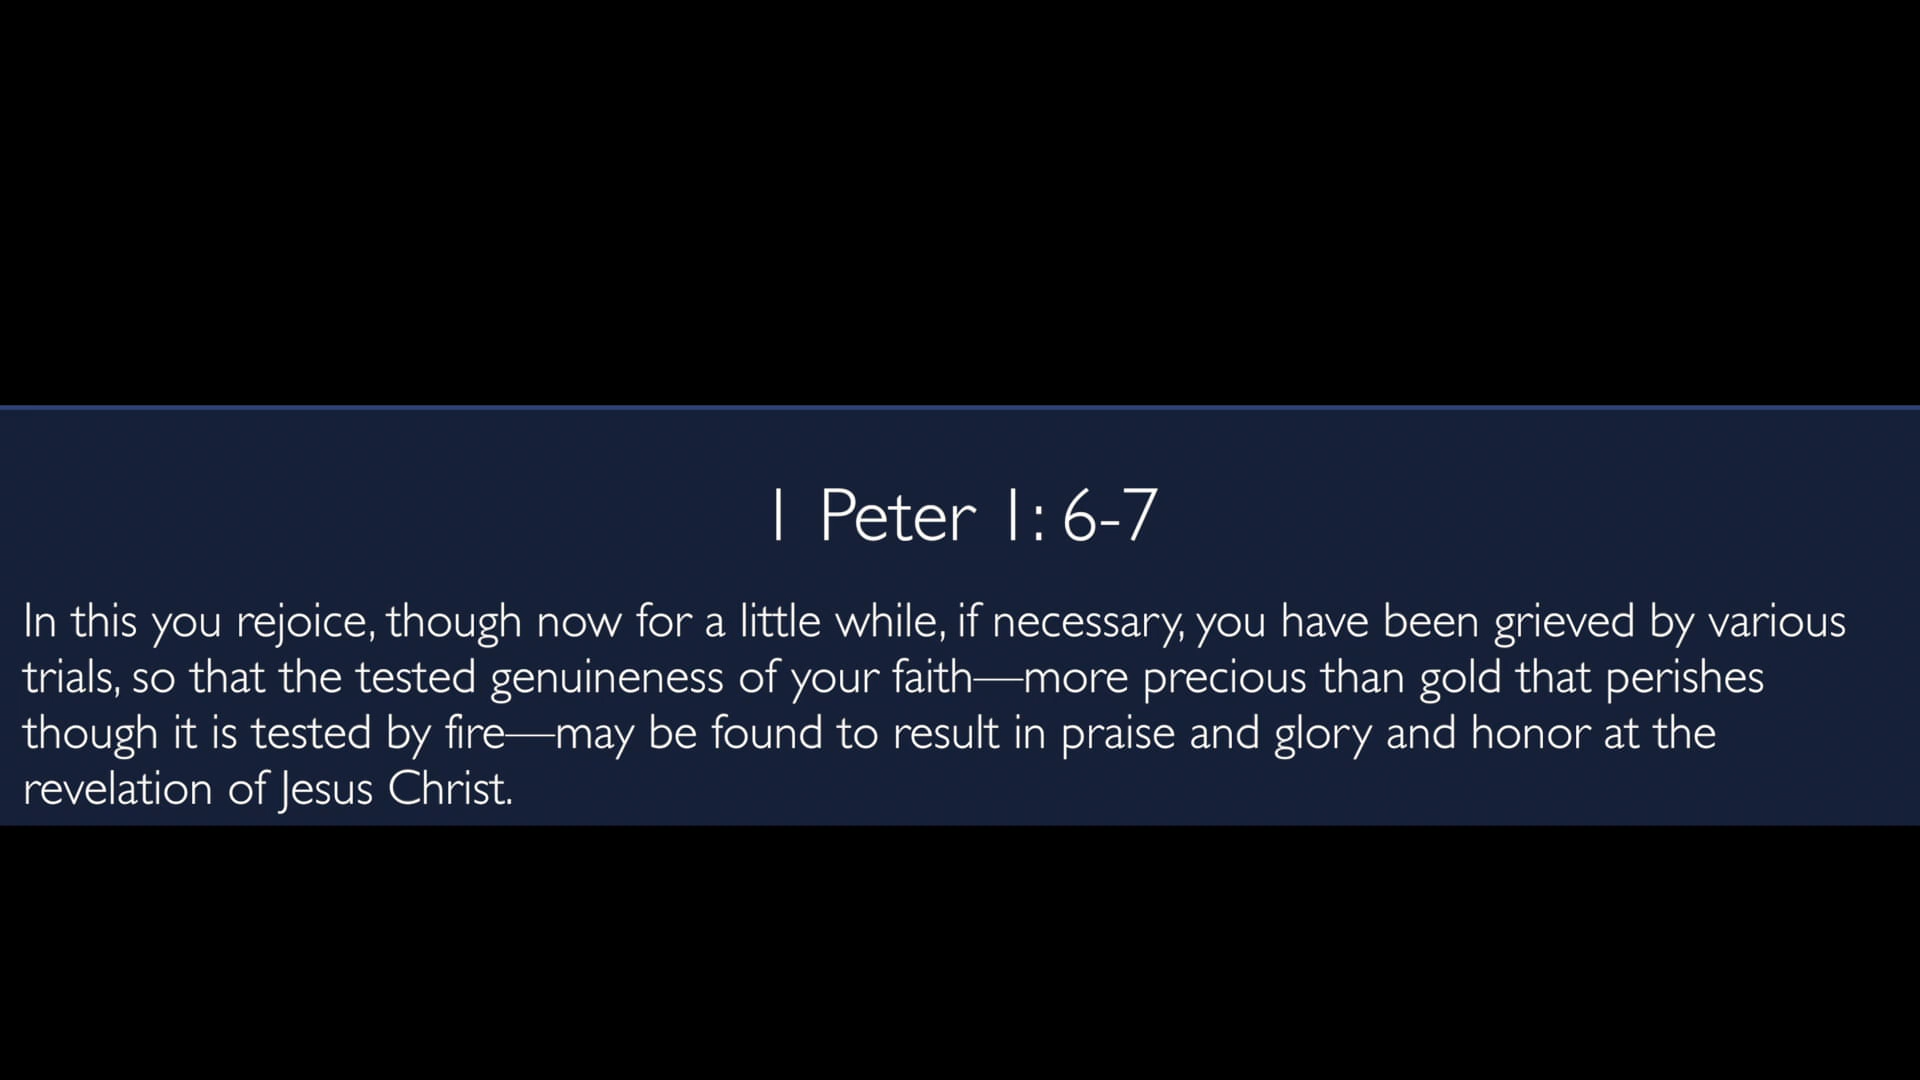 1 Peter 1: 6-7
In this you rejoice, though now for a little while, if necessary, you have been grieved by various
trials, so that the tested genuineness of your faith—more precious than gold that perishes
though it is tested by fire—may be found to result in praise and glory and honor at the
revelation of Jesus Christ.